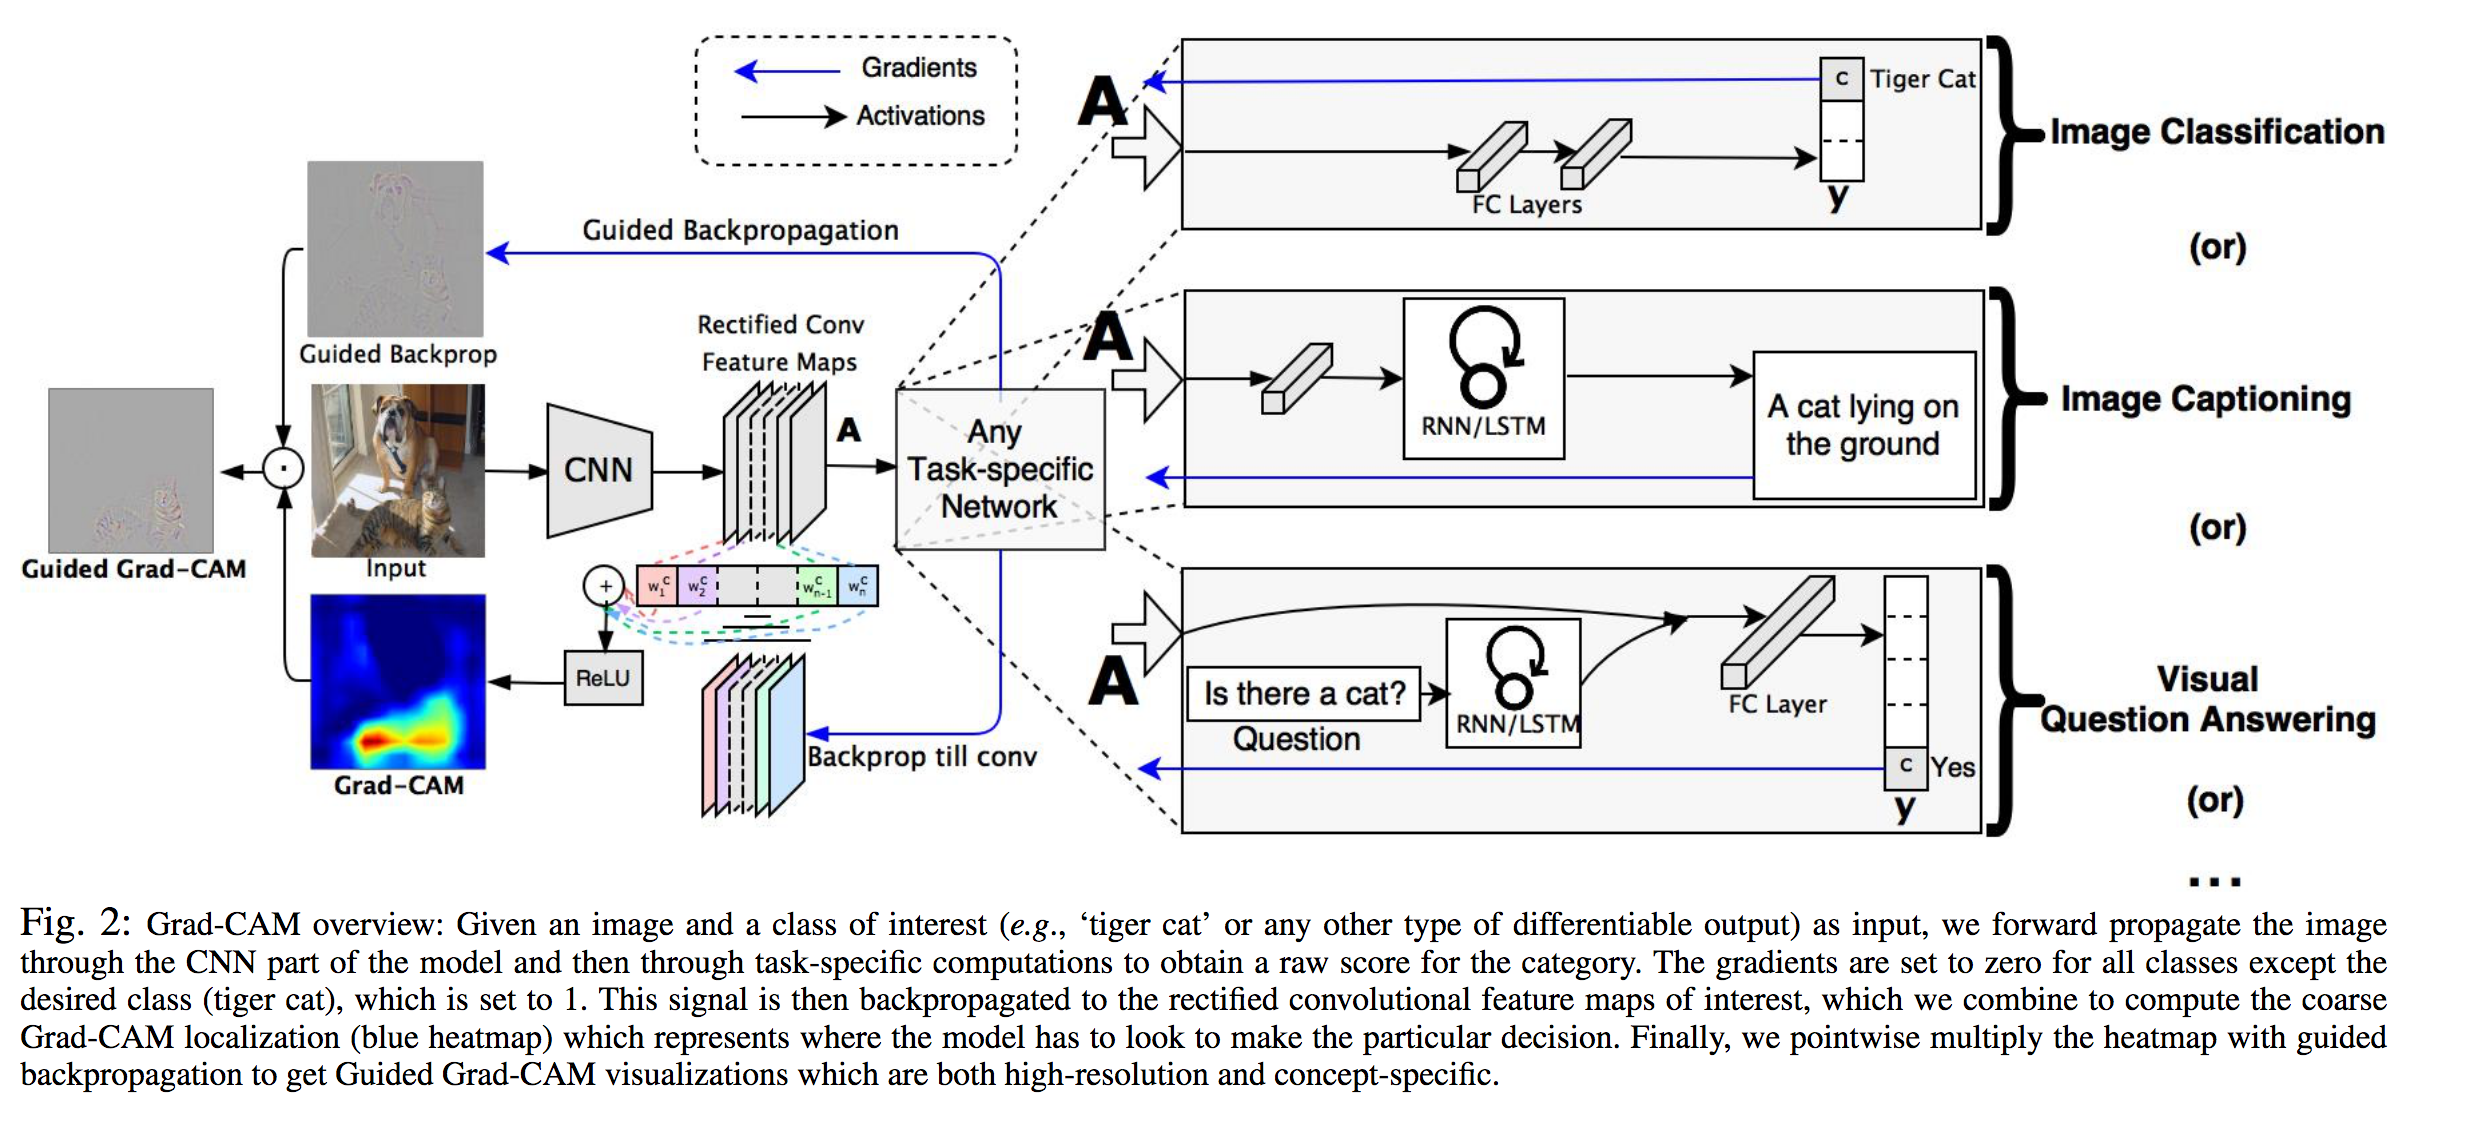 Gradients
Activations
A
Tiger Cat
c
FC Layers
y
Image Classification
(or)
Guided Backpropagation
Guided Backprop
Rectified Conv
Feature Maps
A
CNN
Any
Task-specific
Network
Input
Guided Grad-CAM
+
w1^c w2^c wn-1^c wn^c
=
ReLU
Grad-CAM
Backprop till conv
A
RNN/LSTM
A cat lying on
the ground
Image Captioning
(or)
A
Is there a cat?
Question
RNN/LSTM
FC Layer
c Yes
y
Visual
Question Answering
(or)
...
Fig. 2: Grad-CAM overview: Given an image and a class of interest (e.g., ‘tiger cat’ or any other type of differentiable output) as input, we forward propagate the image
through the CNN part of the model and then through task-specific computations to obtain a raw score for the category. The gradients are set to zero for all classes except the
desired class (tiger cat), which is set to 1. This signal is then backpropagated to the rectified convolutional feature maps of interest, which we combine to compute the coarse
Grad-CAM localization (blue heatmap) which represents where the model has to look to make the particular decision. Finally, we pointwise multiply the heatmap with guided
backpropagation to get Guided Grad-CAM visualizations which are both high-resolution and concept-specific.